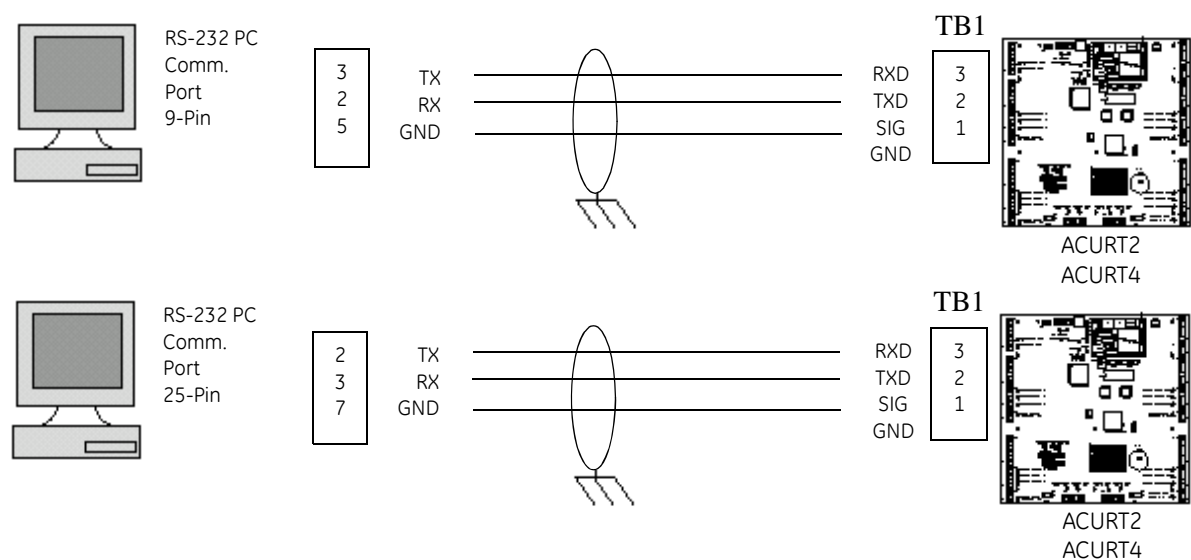 RS-232 PC
Comm.
Port
9-Pin
3 TX
2 RX
5 GND
TB1
RXD 3
TXD 2
SIG 1
GND
ACURT2
ACURT4
RS-232 PC
Comm.
Port
25-Pin
2 TX
3 RX
7 GND
TB1
RXD 3
TXD 2
SIG 1
GND
ACURT2
ACURT4